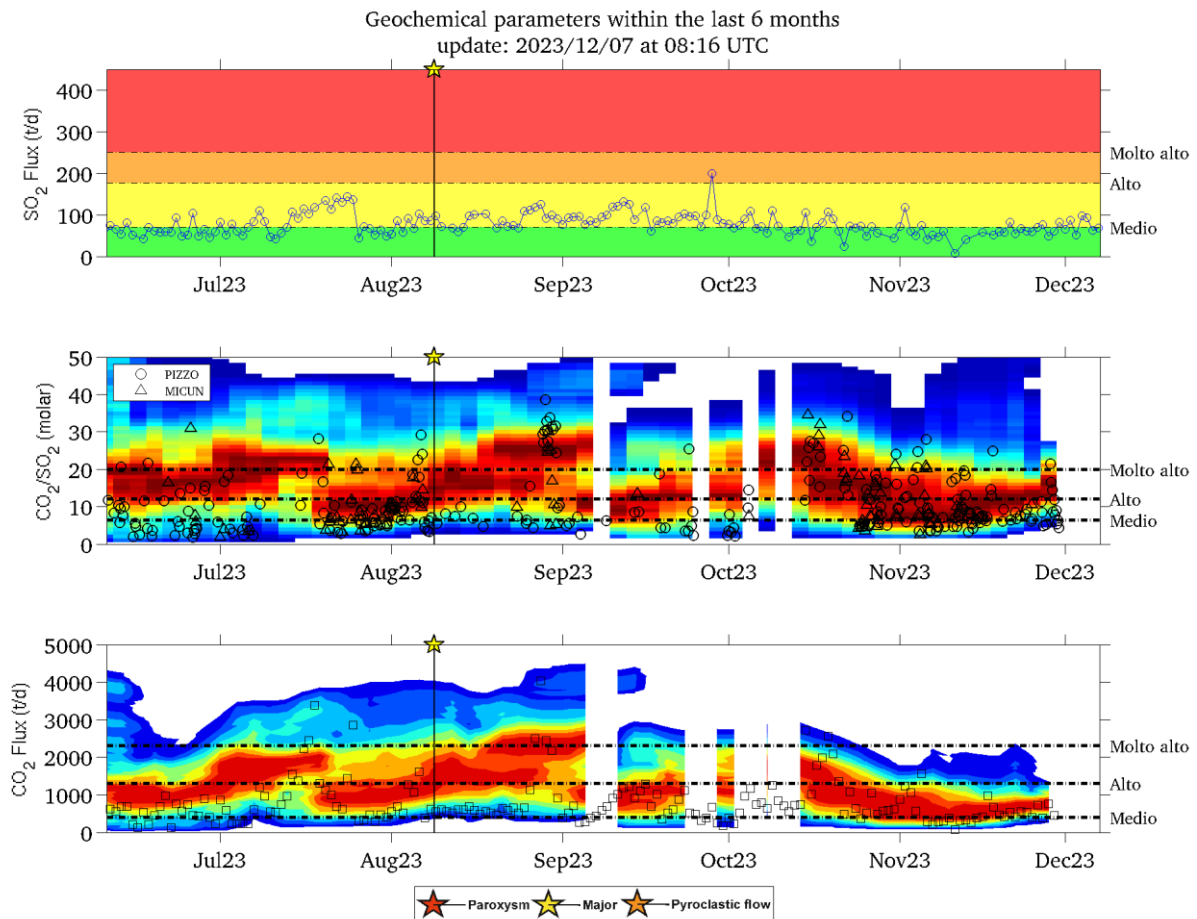 Geochemical parameters within the last 6 months
update: 2023/12/07 at 08:16 UTC
SO2 Flux (t/d)
400
300
200
100
0
Molto alto
Alto
Medio
Jul23 Aug23 Sep23 Oct23 Nov23 Dec23
CO2/SO2 (molar)
50
40
30
20
10
0
PIZZO
MICUN
Molto alto
Alto
Medio
Jul23 Aug23 Sep23 Oct23 Nov23 Dec23
CO2 Flux (t/d)
5000
4000
3000
2000
1000
0
Molto alto
Alto
Medio
Jul23 Aug23 Sep23 Oct23 Nov23 Dec23
Paroxysm Major Pyroclastic flow